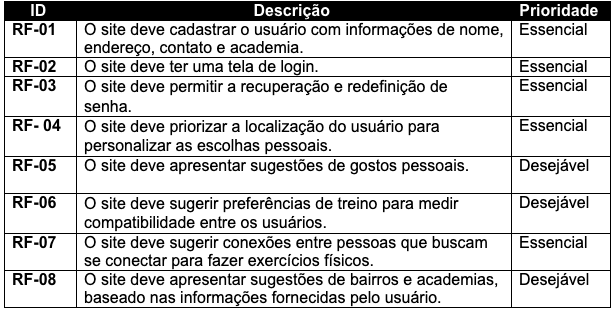 ID Descrição Prioridade
RF-01 O site deve cadastrar o usuário com informações de nome, Essencial
endereço, contato e academia.
RF-02 O site deve ter uma tela de login. Essencial
RF-03 O site deve permitir a recuperação e redefinição de Essencial
senha.
RF- 04 O site deve priorizar a localização do usuário para Essencial
personalizar as escolhas pessoais.
RF-05 O site deve apresentar sugestões de gostos pessoais. Desejável
RF-06 O site deve sugerir preferências de treino para medir Desejável
compatibilidade entre os usuários.
RF-07 O site deve sugerir conexões entre pessoas que buscam Essencial
se conectar para fazer exercícios físicos.
RF-08 O site deve apresentar sugestões de bairros e academias, Desejável
baseado nas informações fornecidas pelo usuário.